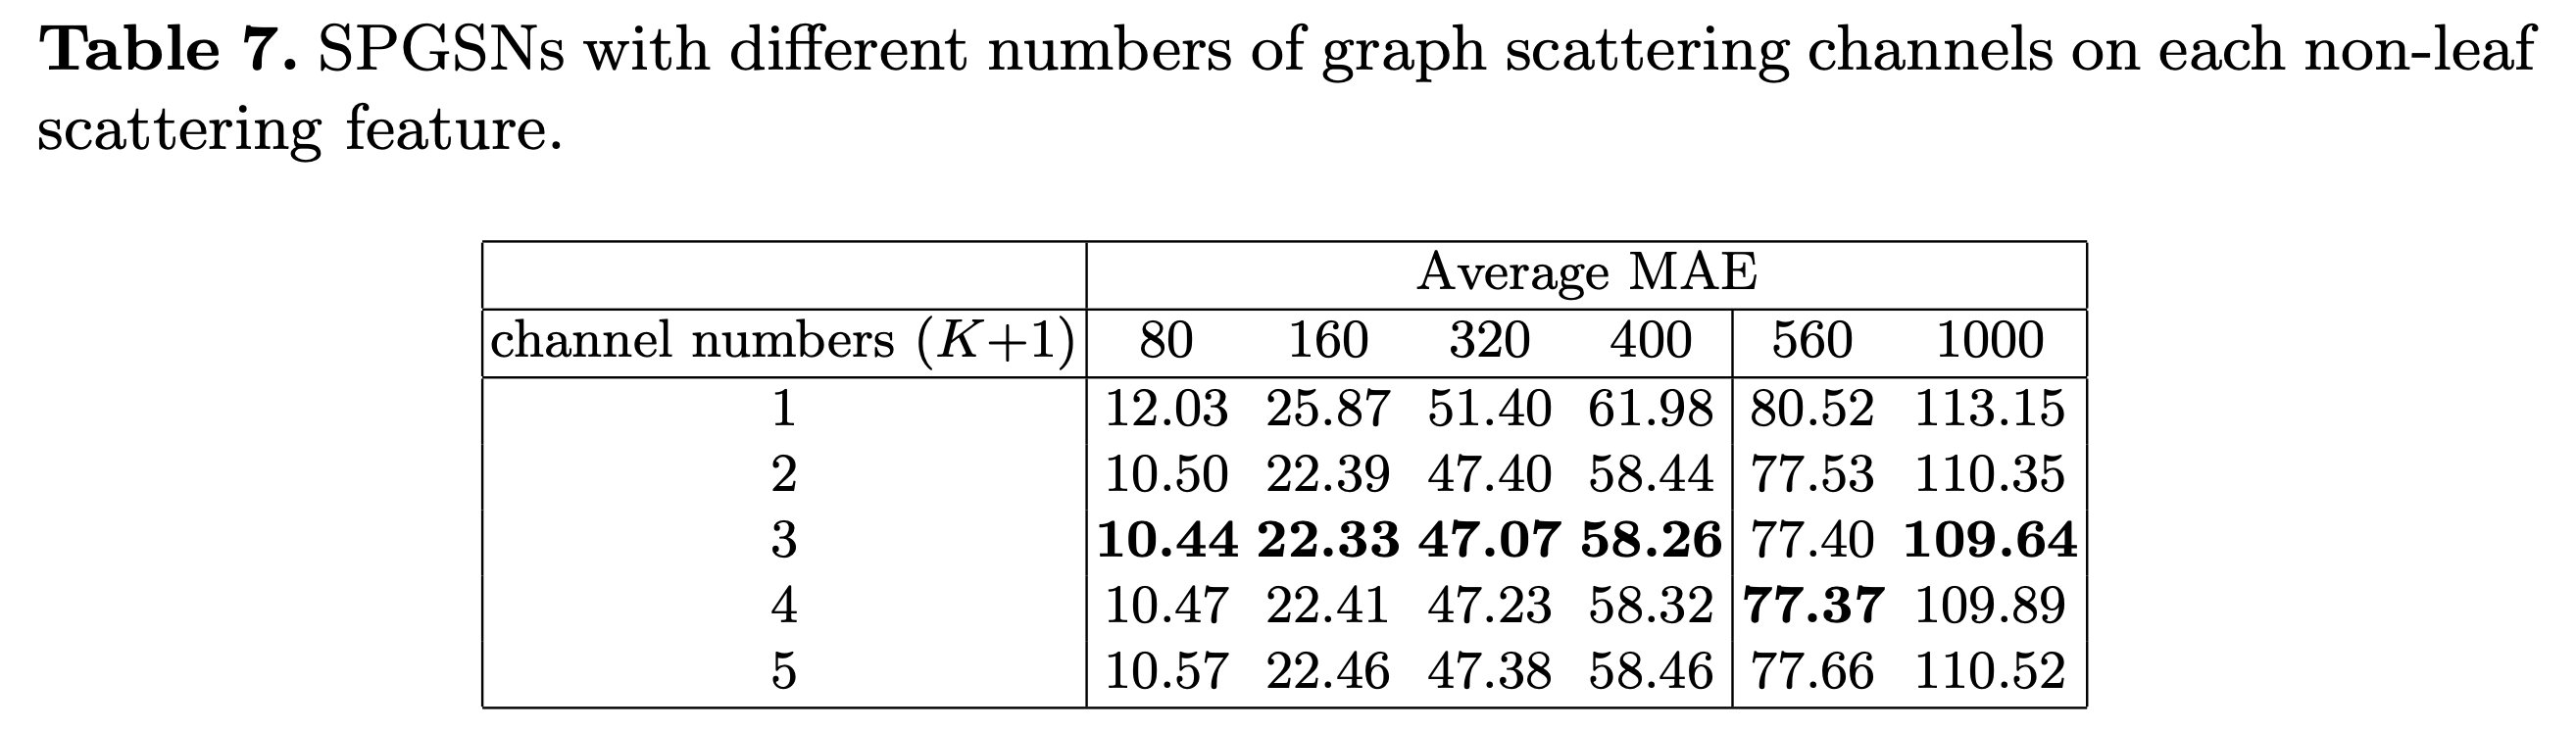 Table 7. SPGSNs with different numbers of graph scattering channels on each non-leaf
scattering feature.
Average MAE
channel numbers (K+1) 80 160 320 400 560 1000
1 12.03 25.87 51.40 61.98 80.52 113.15
2 10.50 22.39 47.40 58.44 77.53 110.35
3 10.44 22.33 47.07 58.26 77.40 109.64
4 10.47 22.41 47.23 58.32 77.37 109.89
5 10.57 22.46 47.38 58.46 77.66 110.52